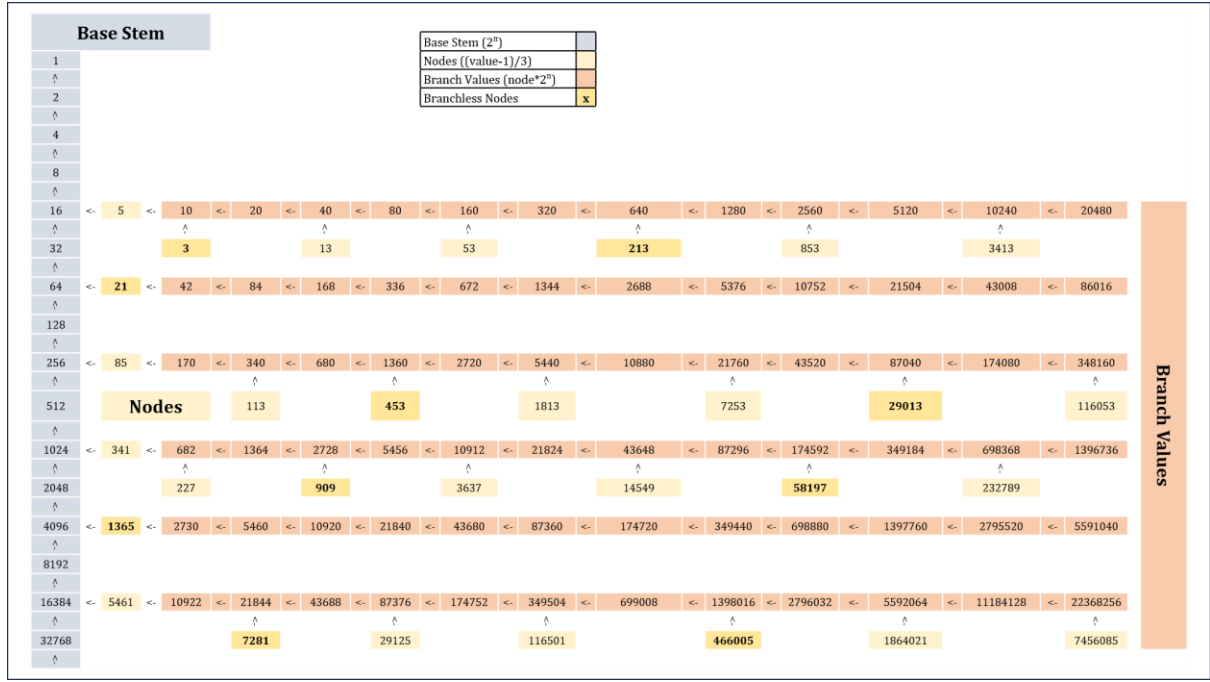 Base Stem
Base Stem (2ⁿ)
Nodes ((value-1)/3)
Branch Values (node*2ⁿ)
Branchless Nodes x
1
^
2
^
4
^
8
^
16 <- 5 <- 10 <- 20 <- 40 <- 80 <- 160 <- 320 <- 640 <- 1280 <- 2560 <- 5120 <- 10240 <- 20480
^ ^ ^ ^ ^ ^ ^
32 3 13 53 213 853 3413
^
64 <- 21 <- 42 <- 84 <- 168 <- 336 <- 672 <- 1344 <- 2688 <- 5376 <- 10752 <- 21504 <- 43008 <- 86016
^
128
^
256 <- 85 <- 170 <- 340 <- 680 <- 1360 <- 2720 <- 5440 <- 10880 <- 21760 <- 43520 <- 87040 <- 174080 <- 348160
^ ^ ^ ^ ^ ^ ^
512 Nodes 113 453 1813 7253 29013 116053
^
1024 <- 341 <- 682 <- 1364 <- 2728 <- 5456 <- 10912 <- 21824 <- 43648 <- 87296 <- 174592 <- 349184 <- 698368 <- 1396736
^ ^ ^ ^ ^ ^ ^
2048 227 909 3637 14549 58197 232789
^
4096 <- 1365 <- 2730 <- 5460 <- 10920 <- 21840 <- 43680 <- 87360 <- 174720 <- 349440 <- 698880 <- 1397760 <- 2795520 <- 5591040
^
8192
^
16384 <- 5461 <- 10922 <- 21844 <- 43688 <- 87376 <- 174752 <- 349504 <- 699008 <- 1398016 <- 2796032 <- 5592064 <- 11184128 <- 22368256
^ ^ ^ ^ ^ ^ ^
32768 7281 29125 116501 466005 1864021 7456085
^
Branch Values